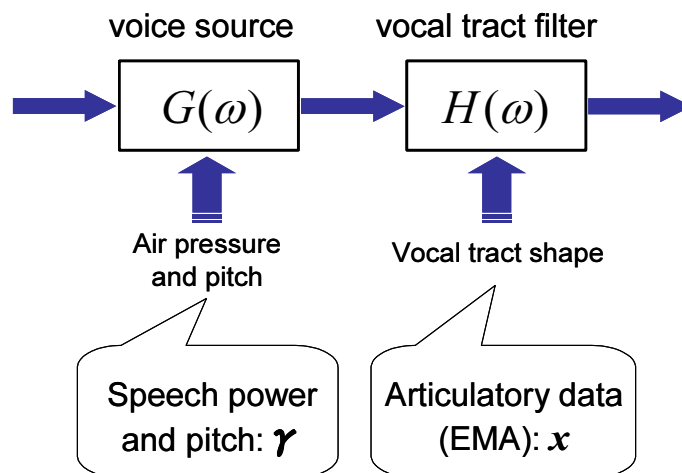 voice source
vocal tract filter
G(ω)
H(ω)
Air pressure
and pitch
Vocal tract shape
Speech power
and pitch: γ
Articulatory data
(EMA): x